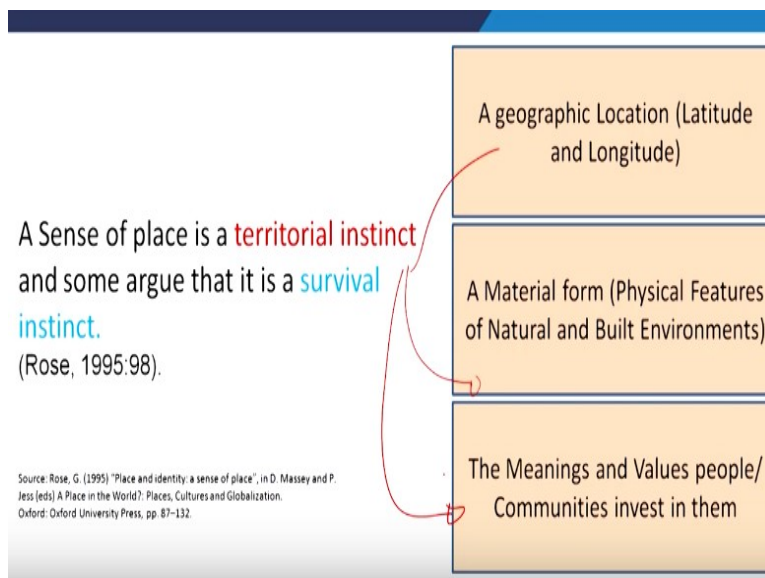 A Sense of place is a territorial instinct
and some argue that it is a survival
instinct.
(Rose, 1995:98).
Source: Rose, G. (1995) "Place and identity: a sense of place", in D. Massey and P.
Jess (eds) A Place in the World?: Places, Cultures and Globalization.
Oxford: Oxford University Press, pp. 87–132.
A geographic Location (Latitude
and Longitude)
A Material form (Physical Features
of Natural and Built Environments)
The Meanings and Values people/
Communities invest in them